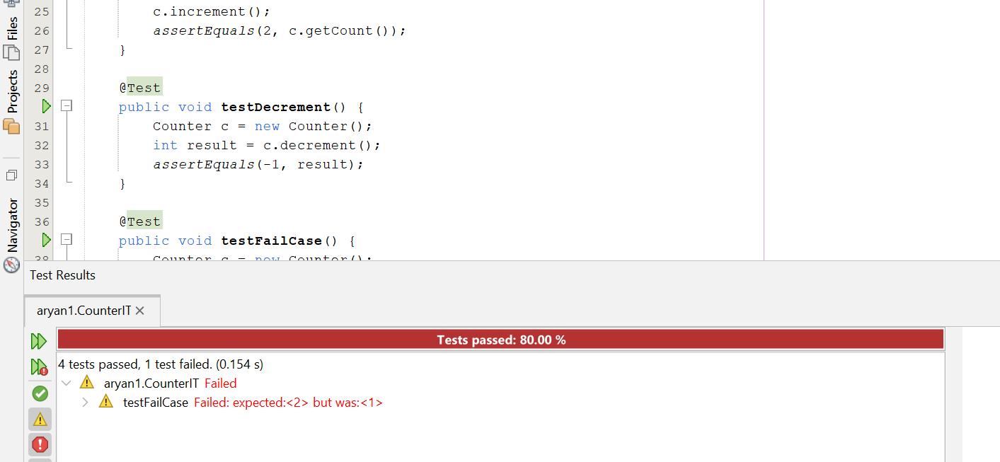 Files
Projects
Navigator
25 c.increment();
26 assertEquals(2, c.getCount());
27 }
28
29 @Test
public void testDecrement() {
31 Counter c = new Counter();
32 int result = c.decrement();
33 assertEquals(-1, result);
34 }
35
36 @Test
public void testFailCase() {
38 Counter c = new Counter();
Test Results
aryan1.CounterIT
Tests passed: 80.00 %
4 tests passed, 1 test failed. (0.154 s)
aryan1.CounterIT Failed
testFailCase Failed: expected:<2> but was:<1>